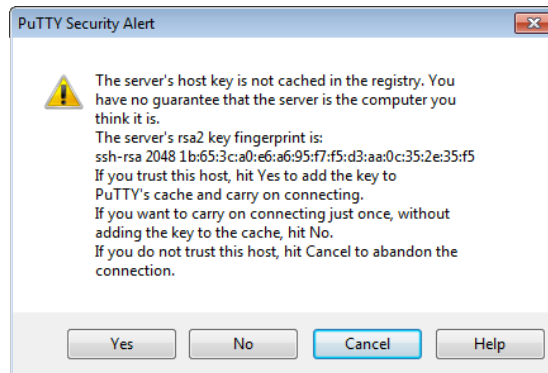 PuTTY Security Alert
The server's host key is not cached in the registry. You
have no guarantee that the server is the computer you
think it is.
The server's rsa2 key fingerprint is:
ssh-rsa 2048 1b:65:3c:a0:e6:a6:95:f7:f5:d3:aa:0c:35:2e:35:f5
If you trust this host, hit Yes to add the key to
PuTTY's cache and carry on connecting.
If you want to carry on connecting just once, without
adding the key to the cache, hit No.
If you do not trust this host, hit Cancel to abandon the
connection.
Yes No Cancel Help